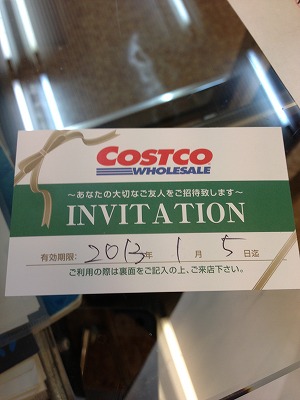 COSTCO
WHOLESALE
～あなたの大切なご友人をご招待致します～
INVITATION
有効期限: 2013年 1月 5日迄
ご利用の際は裏面をご記入の上、ご来店下さい。